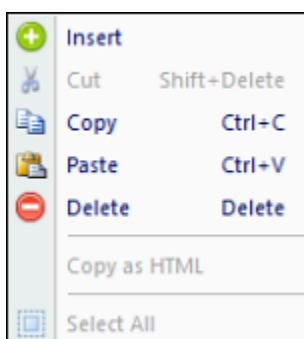 Insert
Cut Shift+Delete
Copy Ctrl+C
Paste Ctrl+V
Delete Delete
Copy as HTML
Select All